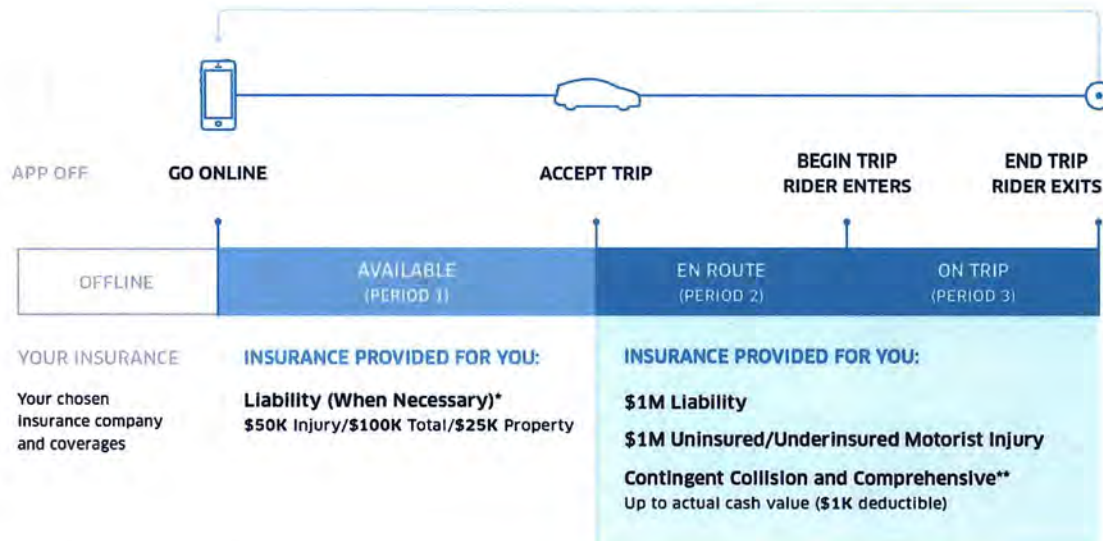 APP OFF
GO ONLINE
ACCEPT TRIP
BEGIN TRIP
RIDER ENTERS
END TRIP
RIDER EXITS
OFFLINE
AVAILABLE
(PERIOD 1)
EN ROUTE
(PERIOD 2)
ON TRIP
(PERIOD 3)
YOUR INSURANCE
Your chosen
insurance company
and coverages
INSURANCE PROVIDED FOR YOU:
Liability (When Necessary)*
$50K Injury/$100K Total/$25K Property
INSURANCE PROVIDED FOR YOU:
$1M Liability
$1M Uninsured/Underinsured Motorist Injury
Contingent Collision and Comprehensive**
Up to actual cash value ($1K deductible)